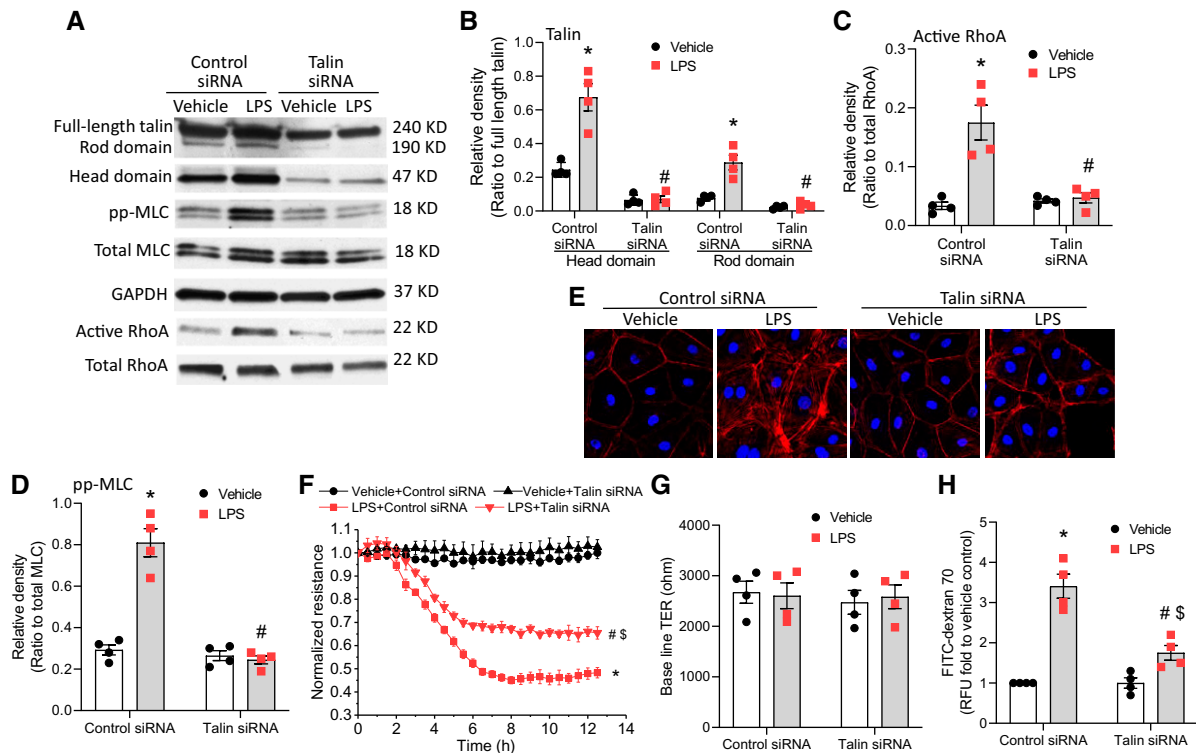 A
Control
siRNA
Talin
siRNA
Vehicle LPS Vehicle LPS
Full-length talin 240 KD
Rod domain 190 KD
Head domain 47 KD
pp-MLC 18 KD
Total MLC 18 KD
GAPDH 37 KD
Active RhoA 22 KD
Total RhoA 22 KD
B
Talin
Vehicle
LPS
Relative density
(Ratio to full length talin)
1.0
0.8
0.6
0.4
0.2
0.0
* # * #
Control
siRNA
Talin
siRNA
Control
siRNA
Talin
siRNA
Head domain Rod domain
C
Active RhoA
Vehicle
LPS
Relative density
(Ratio to total RhoA)
0.3
0.2
0.1
0.0
* #
Control
siRNA
Talin
siRNA
E
Control siRNA Talin siRNA
Vehicle LPS Vehicle LPS
D
pp-MLC
Vehicle
LPS
Relative density
(Ratio to total MLC)
1.0
0.8
0.6
0.4
0.2
0.0
* #
Control siRNA Talin siRNA
F
Vehicle+Control siRNA Vehicle+Talin siRNA
LPS+Control siRNA LPS+Talin siRNA
Normalized resistance
1.1
1.0
0.9
0.8
0.7
0.6
0.5
0.4
0.3
# $
*
0 2 4 6 8 10 12 14
Time (h)
G
Vehicle
LPS
Base line TER (ohm)
4000
3000
2000
1000
0
Control siRNA Talin siRNA
H
Vehicle
LPS
FITC-dextran 70
(RFU fold to vehicle control)
5
4
3
2
1
0
* # $
Control siRNA Talin siRNA